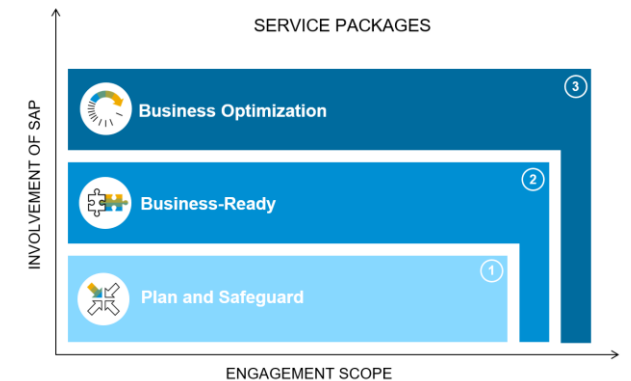 SERVICE PACKAGES
INVOLVEMENT OF SAP
3
Business Optimization
2
Business-Ready
1
Plan and Safeguard
ENGAGEMENT SCOPE